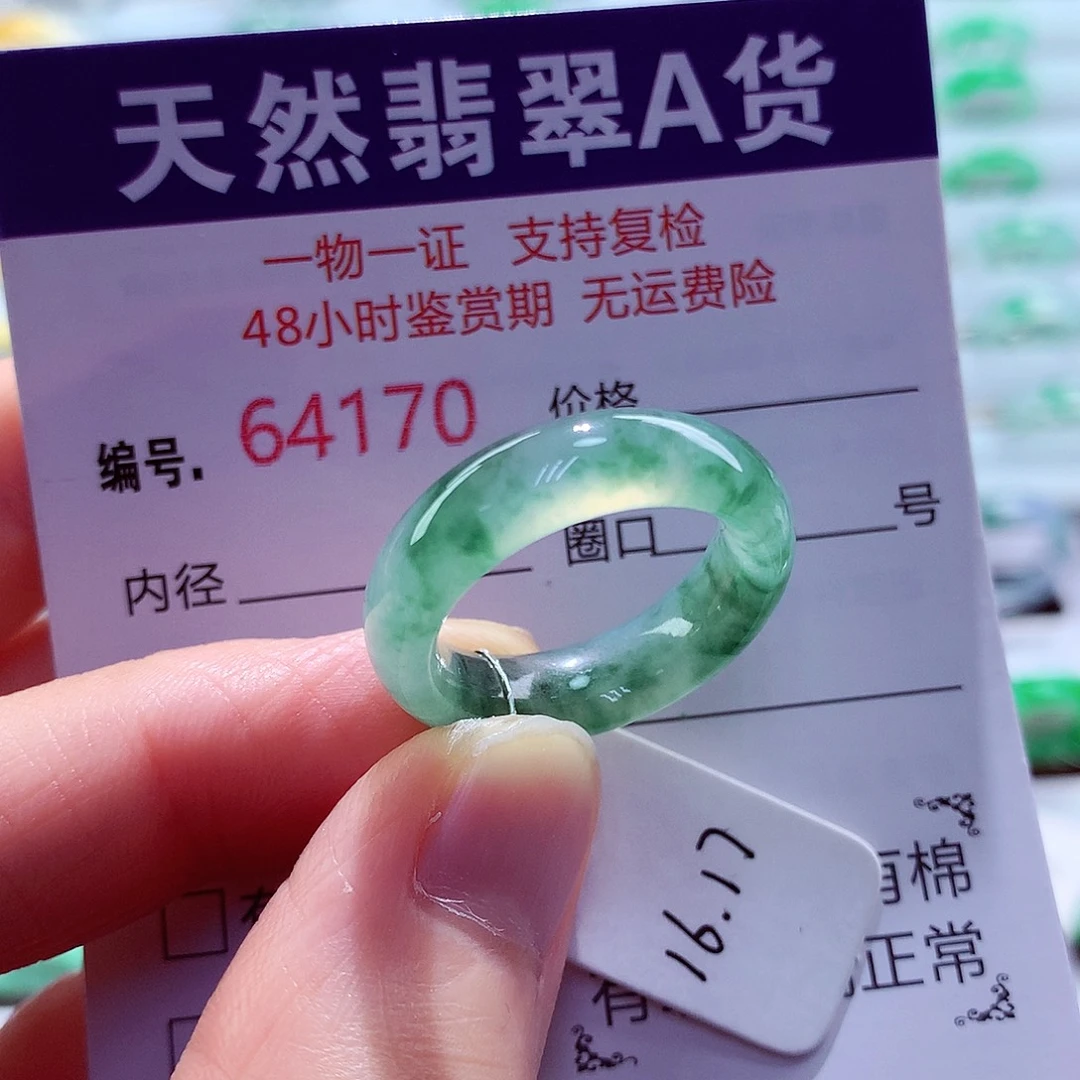 天然翡翠A货
一物一证 支持复检
48小时鉴赏期 无运费险
编号. 64170 价格
内径 圈口 号
16.17
有棉
正常
有